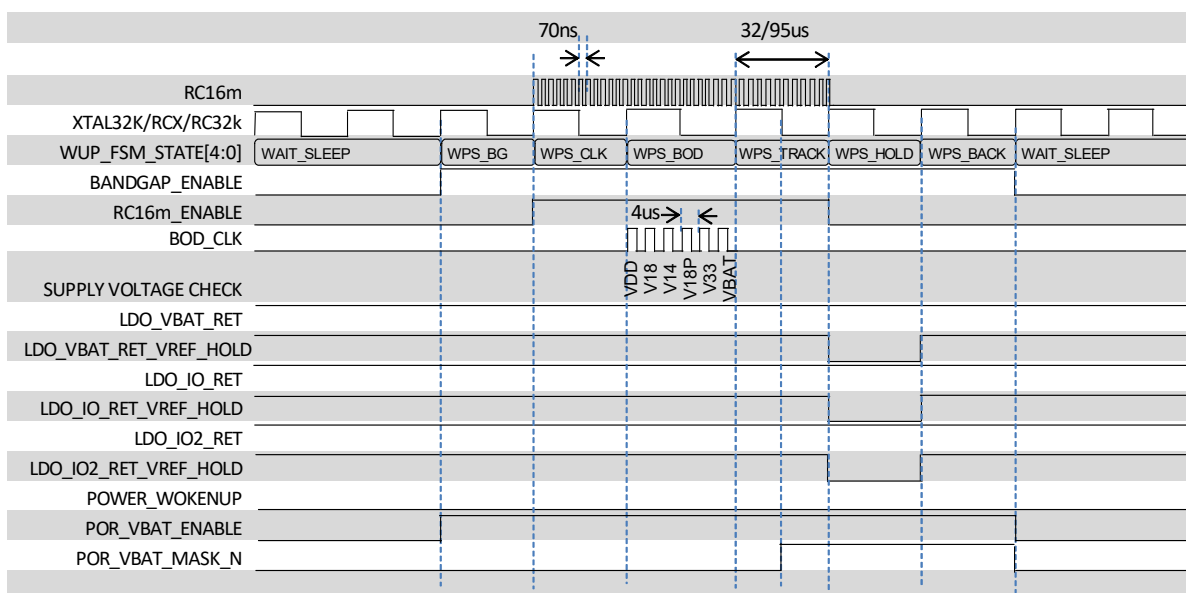 70ns 32/95us
RC16m
XTAL32K/RCX/RC32k
WUP_FSM_STATE[4:0] WAIT_SLEEP WPS_BG WPS_CLK WPS_BOD WPS_TRACK WPS_HOLD WPS_BACK WAIT_SLEEP
BANDGAP_ENABLE
RC16m_ENABLE 4us
BOD_CLK
SUPPLY VOLTAGE CHECK VDD V18 V14 V18P V33 VBAT
LDO_VBAT_RET
LDO_VBAT_RET_VREF_HOLD
LDO_IO_RET
LDO_IO_RET_VREF_HOLD
LDO_IO2_RET
LDO_IO2_RET_VREF_HOLD
POWER_WOKENUP
POR_VBAT_ENABLE
POR_VBAT_MASK_N